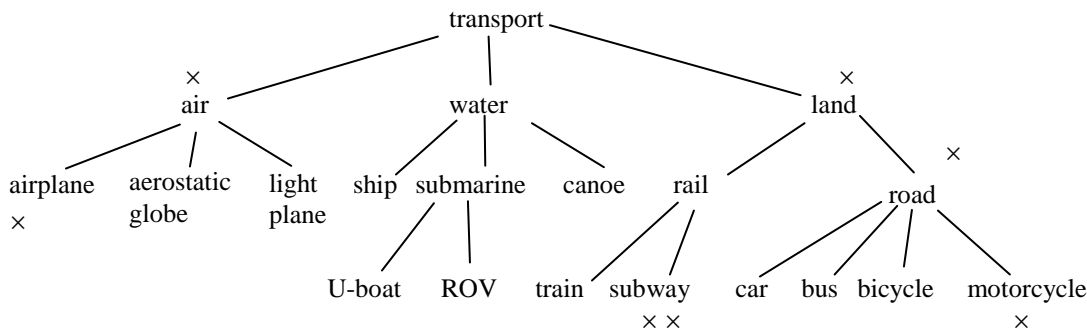 transport
×
×
air
water
land
×
airplane
aerostatic
globe
light
plane
ship
submarine
canoe
rail
road
×
U-boat
ROV
train
subway
car
bus
bicycle
motorcycle
× ×
×